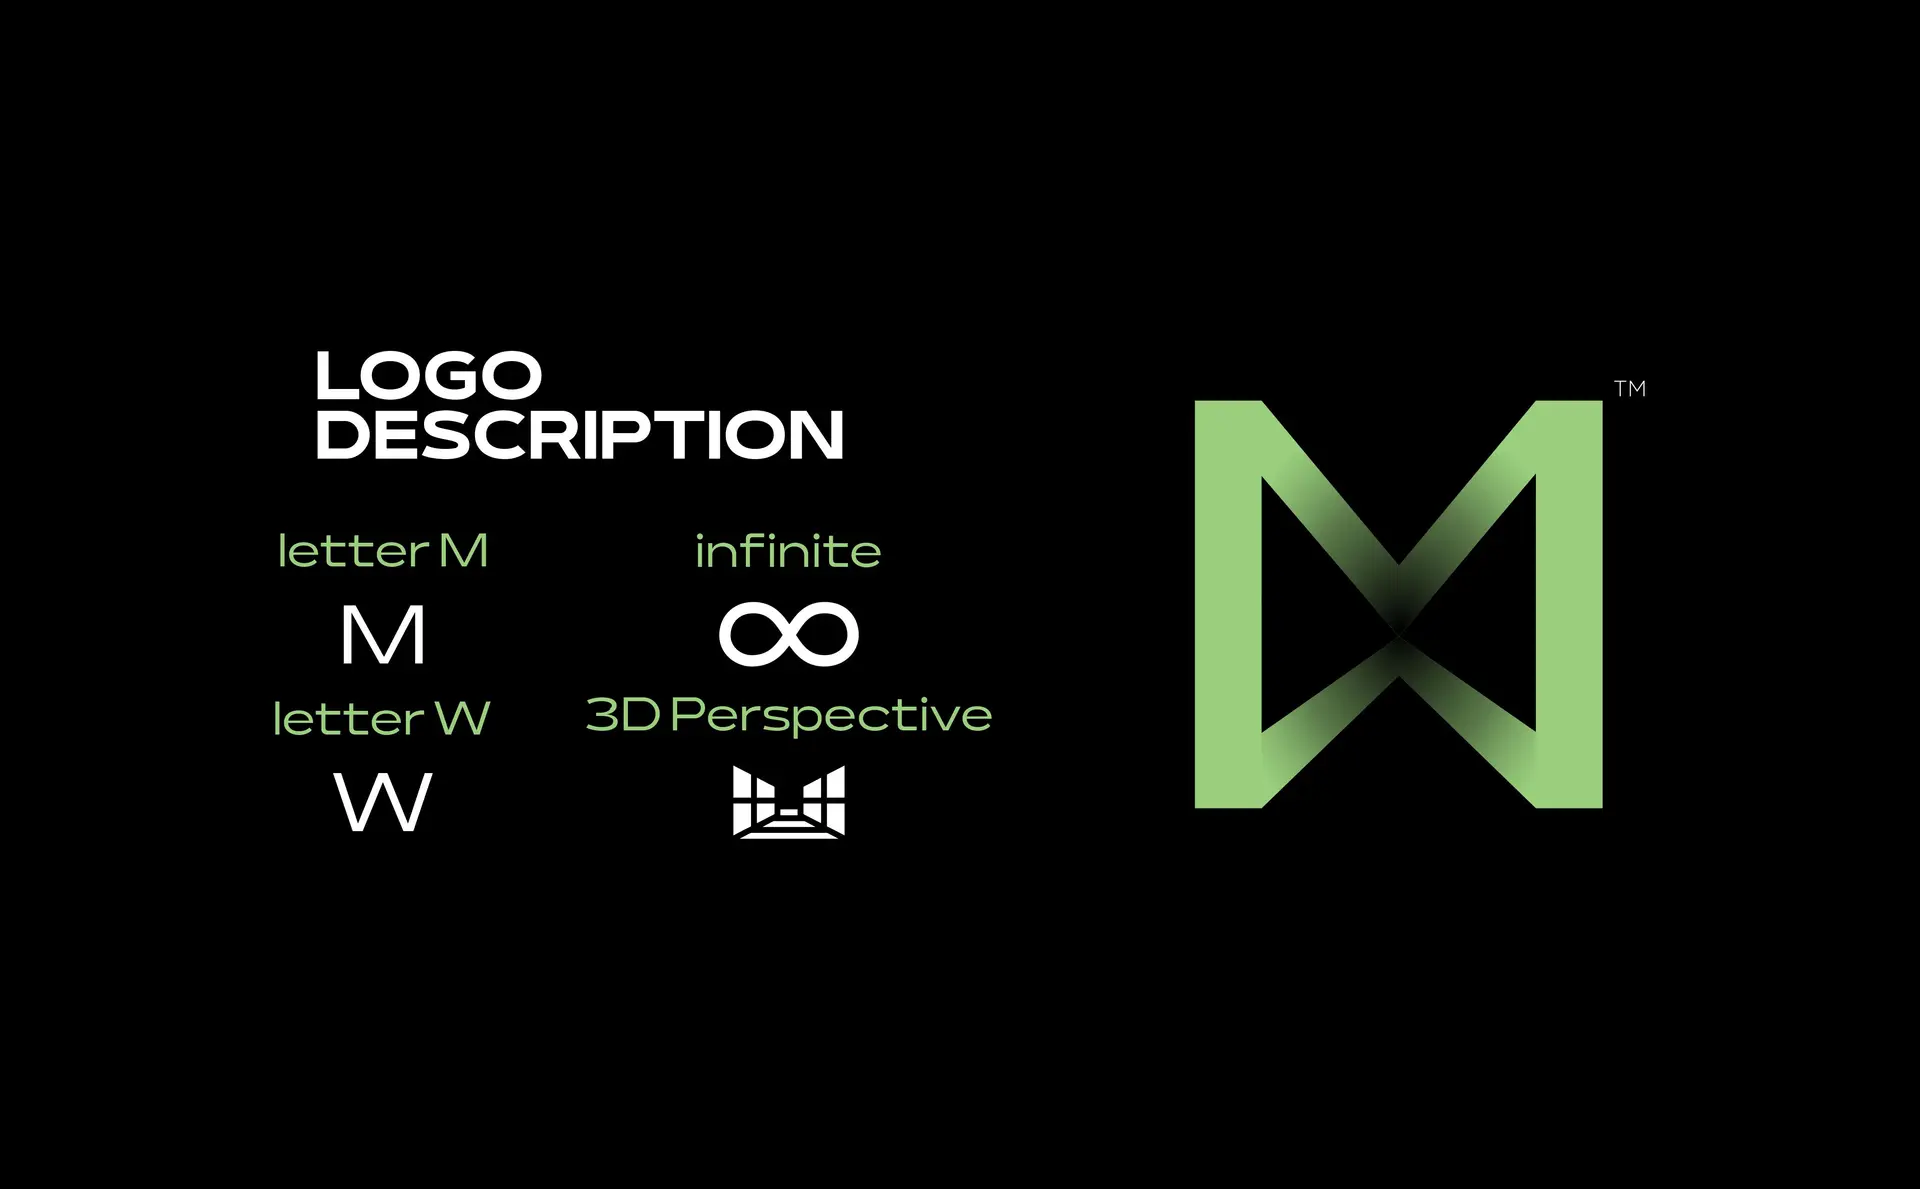 LOGO
DESCRIPTION
letter M
M
letter W
W
infinite
∞
3D Perspective
M
TM